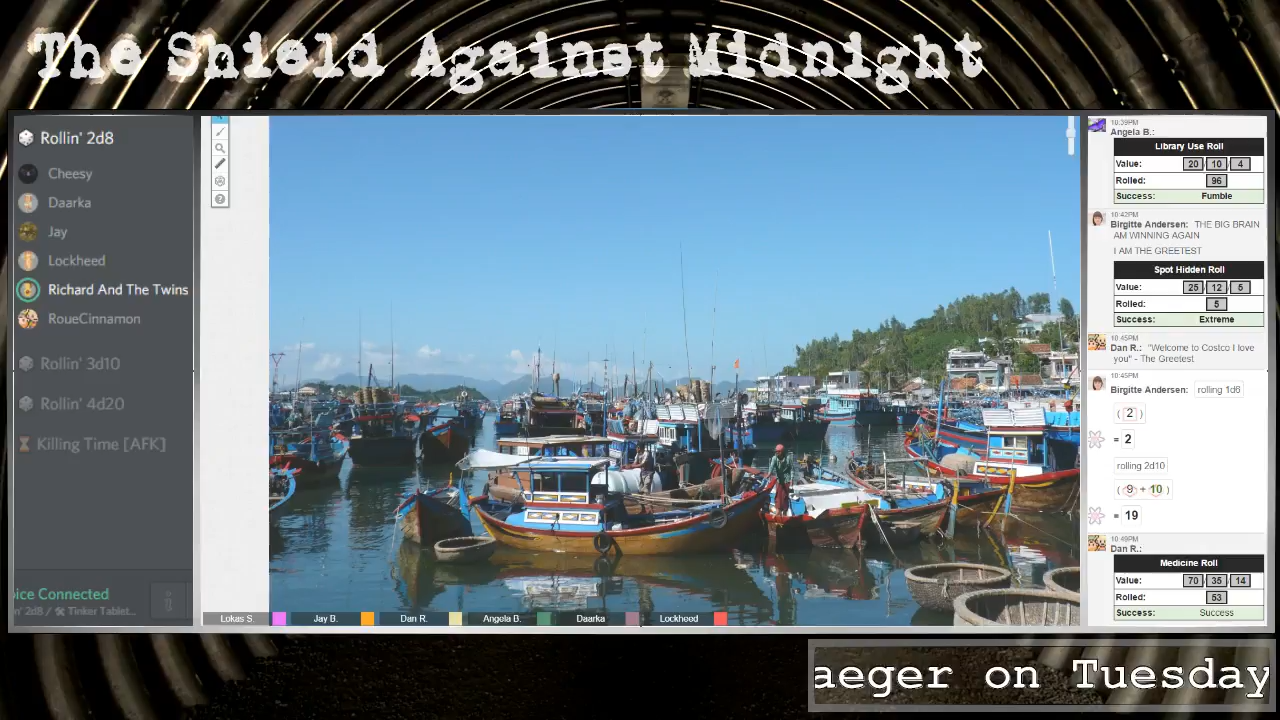 The Shield Against Midnight
Rollin' 2d8
Cheesy
Daarka
Jay
Lockheed
Richard And The Twins
RoueCinnamon
Rollin' 3d10
Rollin' 4d20
Killing Time [AFK]
oice Connected
n' 2d8 / 🛠 Tinker Tablet...
Lokas S.
Jay B.
Dan R.
Angela B.
Daarka
Lockheed
10:39PM
Angela B.:
Library Use Roll
Value: 20 10 4
Rolled: 96
Success: Fumble
10:42PM
Birgitte Andersen: THE BIG BRAIN
AM WINNING AGAIN
I AM THE GREETEST
Spot Hidden Roll
Value: 25 12 5
Rolled: 5
Success: Extreme
10:45PM
Dan R.: "Welcome to Costco I love
you" - The Greetest
10:45PM
Birgitte Andersen: rolling 1d6
( 2 )
= 2
rolling 2d10
( 9 + 10 )
= 19
10:49PM
Dan R.:
Medicine Roll
Value: 70 35 14
Rolled: 53
Success: Success
aeger on Tuesday